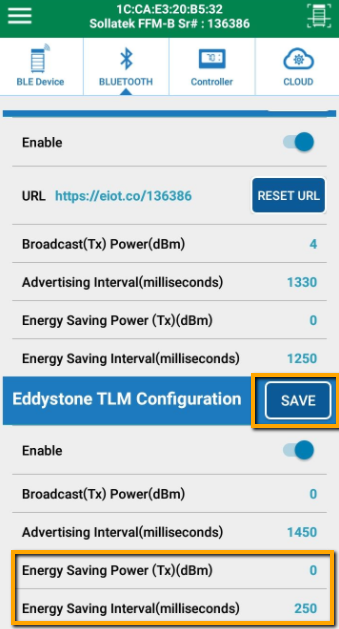 1C:CA:E3:20:B5:32
Sollatek FFM-B Sr# : 136386
BLE Device BLUETOOTH Controller CLOUD
Enable
URL https://eiot.co/136386 RESET URL
Broadcast(Tx) Power(dBm) 4
Advertising Interval(milliseconds) 1330
Energy Saving Power (Tx)(dBm) 0
Energy Saving Interval(milliseconds) 1250
Eddystone TLM Configuration SAVE
Enable
Broadcast(Tx) Power(dBm) 0
Advertising Interval(milliseconds) 1450
Energy Saving Power (Tx)(dBm) 0
Energy Saving Interval(milliseconds) 250